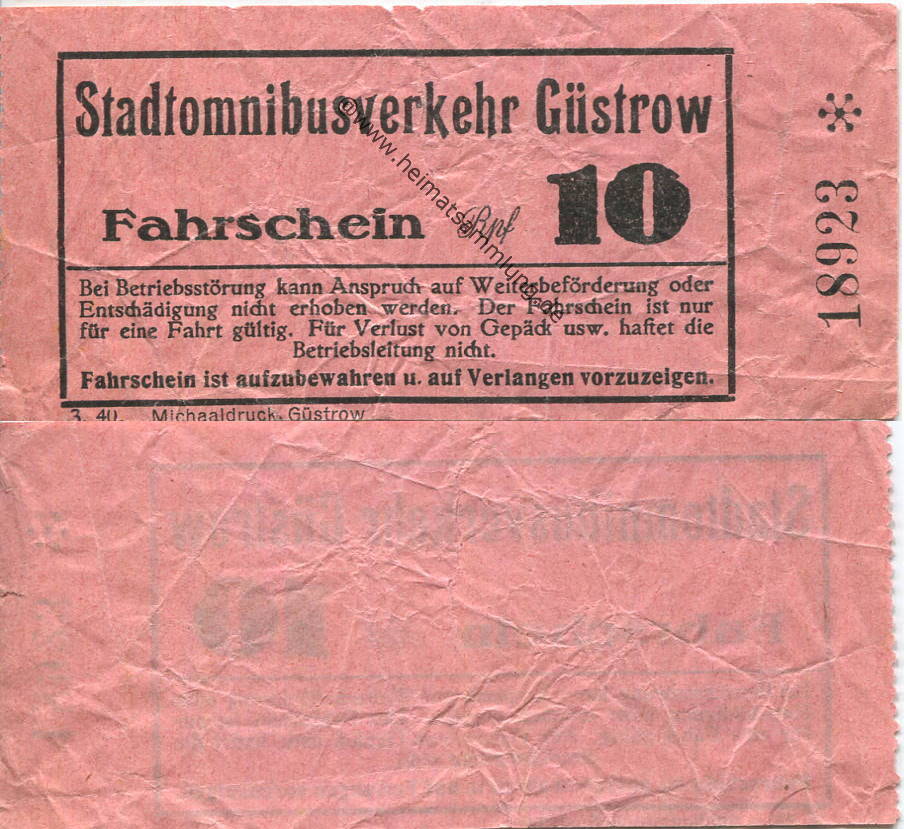 Stadtomnibusverkehr Güstrow
Fahrschein Rpf 10
Bei Betriebsstörung kann Anspruch auf Weiterbeförderung oder
Entschädigung nicht erhoben werden. Der Fahrschein ist nur
für eine Fahrt gültig. Für Verlust von Gepäck usw. haftet die
Betriebsleitung nicht.
Fahrschein ist aufzubewahren u. auf Verlangen vorzuzeigen.
3. 40. Michaaldruck, Güstrow
18923 *
©www.heimatsammlung.de